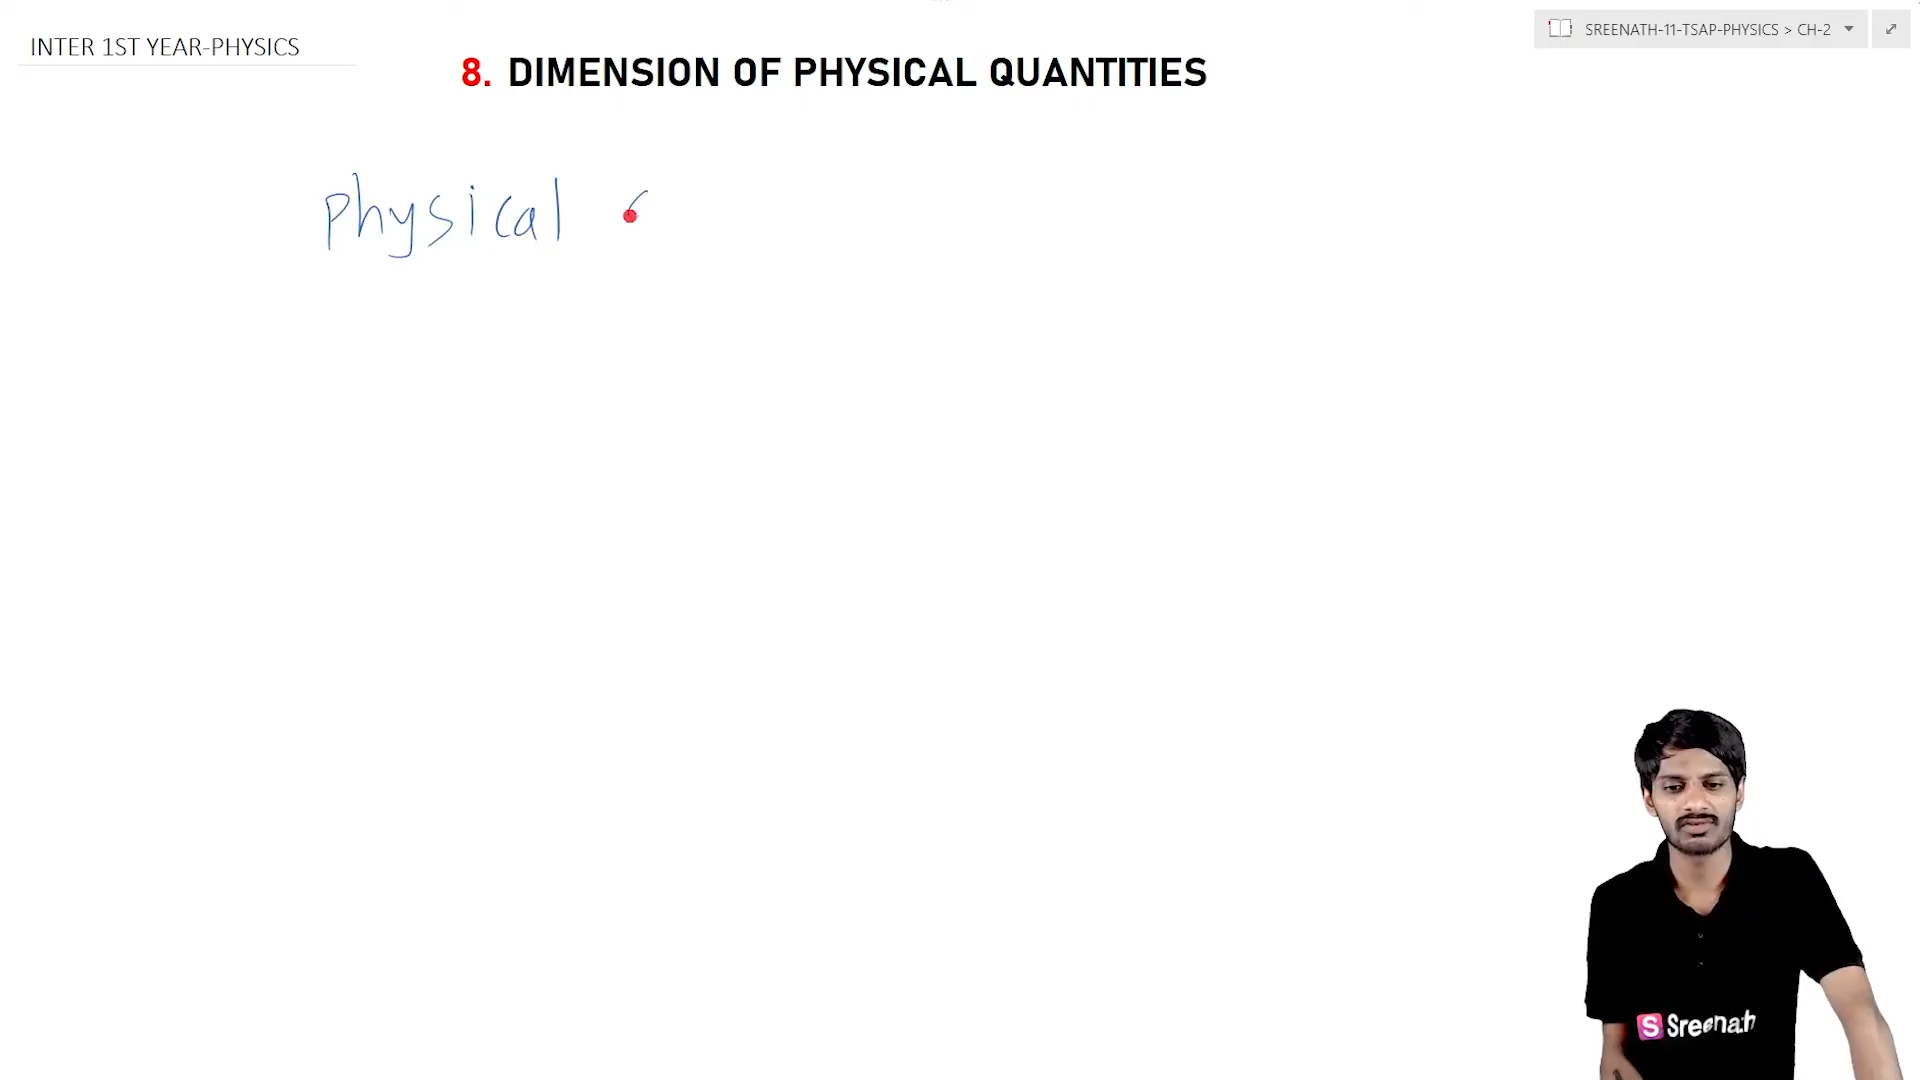 INTER 1ST YEAR-PHYSICS
SREENATH-11-TSAP-PHYSICS > CH-2
8. DIMENSION OF PHYSICAL QUANTITIES
Physical
S Sreenath